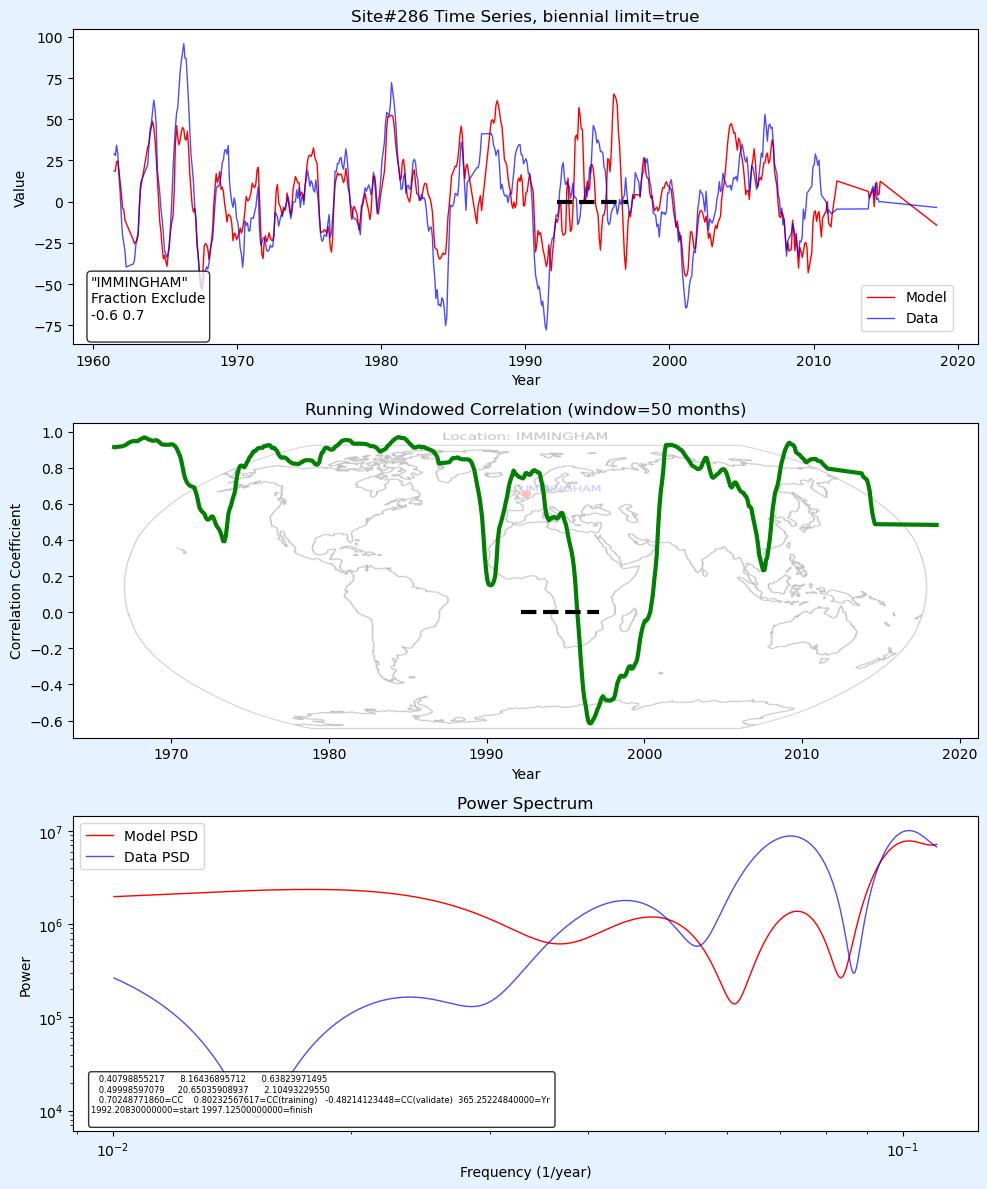 Site#286 Time Series, biennial limit=true
Value
100
75
50
25
0
−25
−50
−75
"IMMINGHAM"
Fraction Exclude
-0.6 0.7
Model
Data
1960 1970 1980 1990 2000 2010 2020
Year
Running Windowed Correlation (window=50 months)
Location: IMMINGHAM
IMMINGHAM
Correlation Coefficient
1.0
0.8
0.6
0.4
0.2
0.0
−0.2
−0.4
−0.6
1970 1980 1990 2000 2010 2020
Year
Power Spectrum
Model PSD
Data PSD
Power
10⁷
10⁶
10⁵
10⁴
0.40798855217 8.16436895712 0.63823971495
0.49998597079 20.65035908937 2.10493229550
0.70248771860=CC 0.80232567617=CC(training) -0.48214123448=CC(validate) 365.25224840000=Yr
1992.20830000000=start 1997.12500000000=finish
10⁻² 10⁻¹
Frequency (1/year)